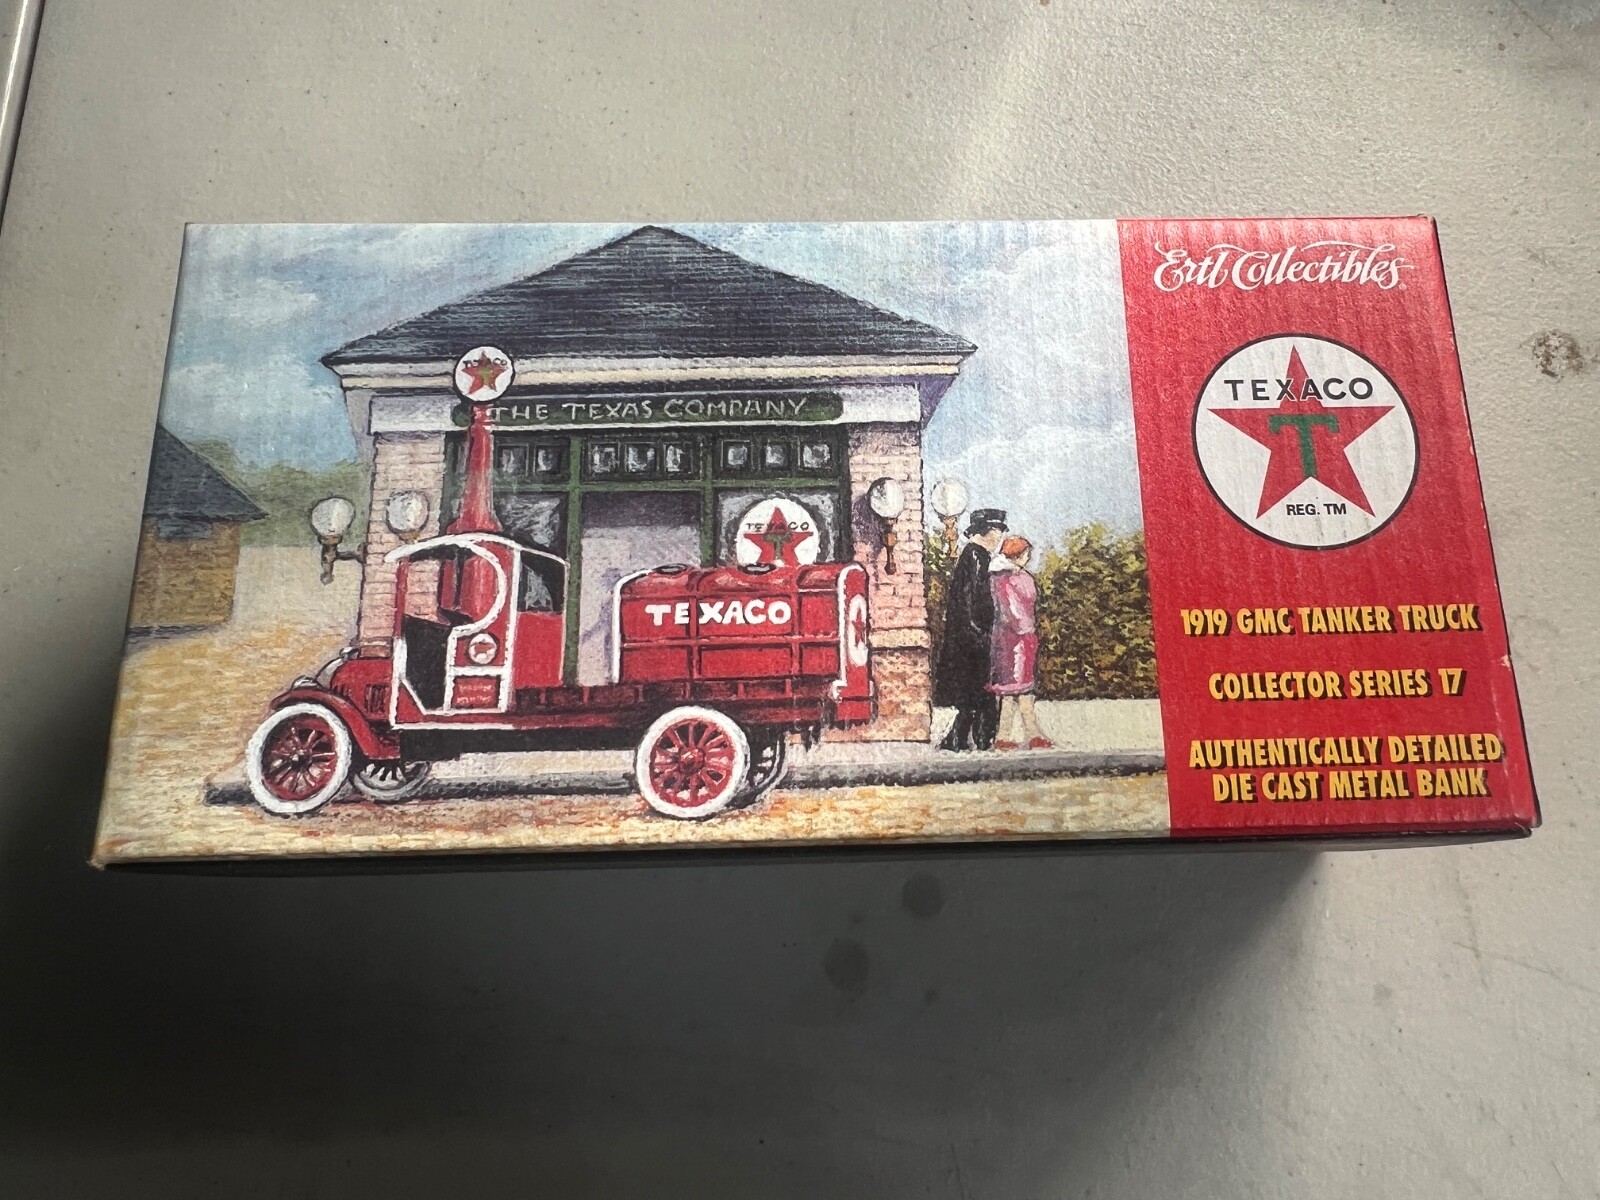 Ertl Collectibles
TEXACO
T
REG. TM
1919 GMC TANKER TRUCK
COLLECTOR SERIES 17
AUTHENTICALLY DETAILED
DIE CAST METAL BANK
TEXACO
T
THE TEXAS COMPANY
TEXACO
T
TEXACO